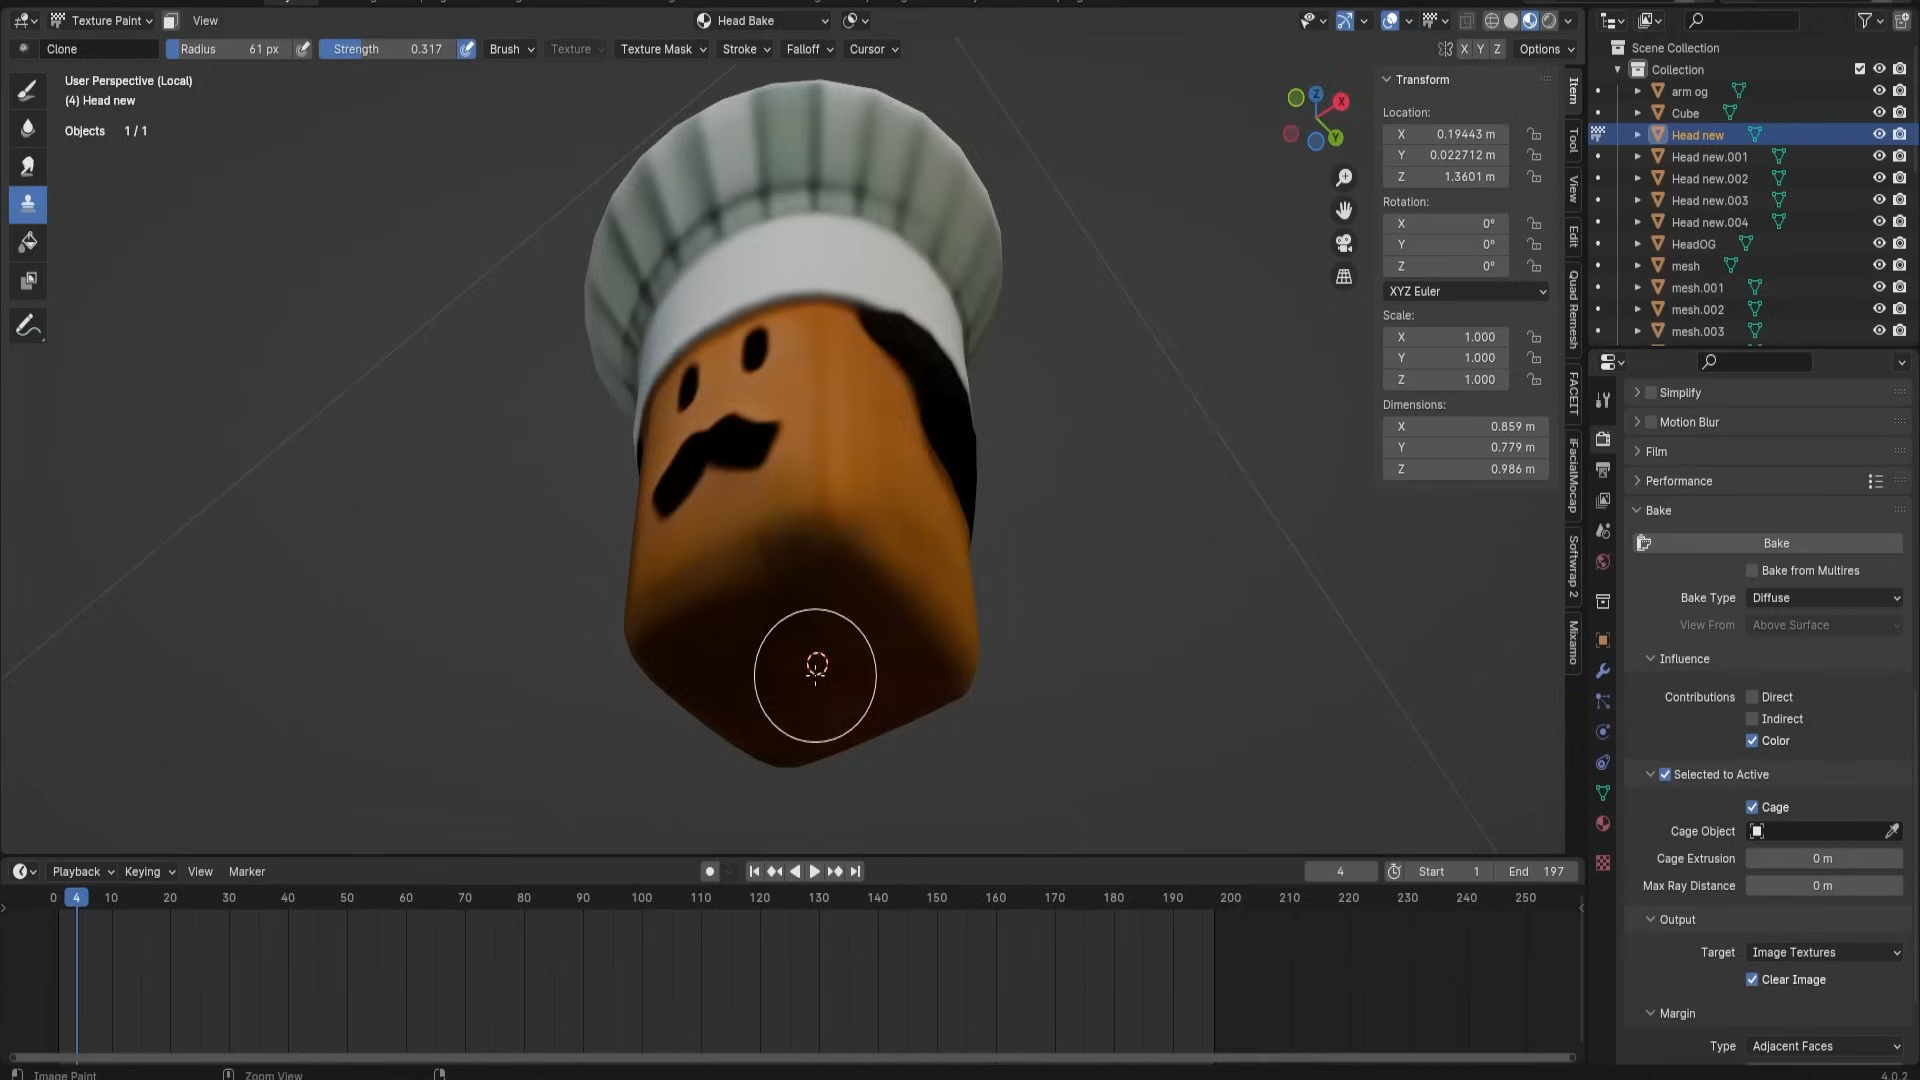 Texture Paint View Head Bake
Clone Radius 61 px Strength 0.317 Brush Texture Texture Mask Stroke Falloff Cursor X Y Z Options
User Perspective (Local)
(4) Head new
Objects 1 / 1
Z X Y
Transform
Location:
X 0.19443 m
Y 0.022712 m
Z 1.3601 m
Rotation:
X 0°
Y 0°
Z 0°
XYZ Euler
Scale:
X 1.000
Y 1.000
Z 1.000
Dimensions:
X 0.859 m
Y 0.779 m
Z 0.986 m
Item
Tool
View
Edit
Quad Remesh
FACEIT
iFacialMocap
Softwrap 2
Mixamo
Scene Collection
Collection
arm og
Cube
Head new
Head new.001
Head new.002
Head new.003
Head new.004
HeadOG
mesh
mesh.001
mesh.002
mesh.003
Simplify
Motion Blur
Film
Performance
Bake
Bake
Bake from Multires
Bake Type Diffuse
View From Above Surface
Influence
Contributions Direct
Indirect
Color
Selected to Active
Cage
Cage Object
Cage Extrusion 0 m
Max Ray Distance 0 m
Output
Target Image Textures
Clear Image
Margin
Type Adjacent Faces
Playback Keying View Marker 4 Start 1 End 197
0 4 10 20 30 40 50 60 70 80 90 100 110 120 130 140 150 160 170 180 190 200 210 220 230 240 250
Image Paint Zoom View 4.0.2